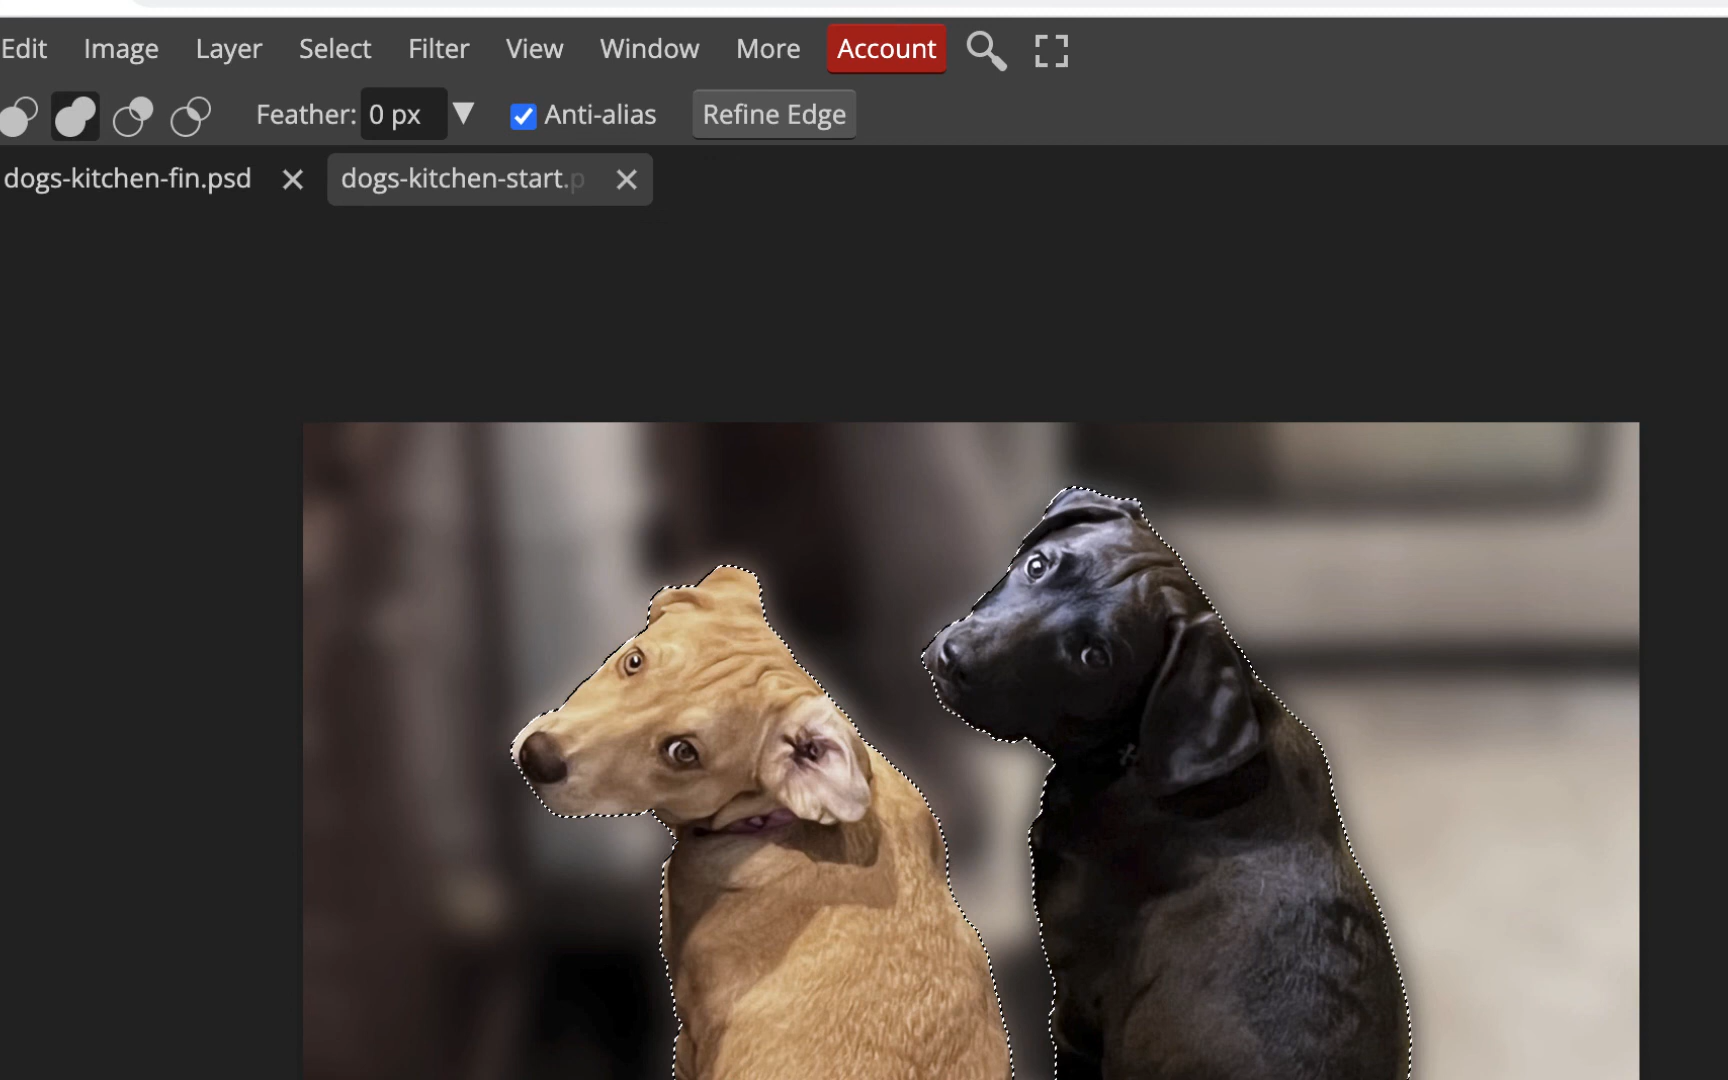 Edit Image Layer Select Filter View Window More Account
Feather: 0 px Anti-alias Refine Edge
dogs-kitchen-fin.psd dogs-kitchen-start.p